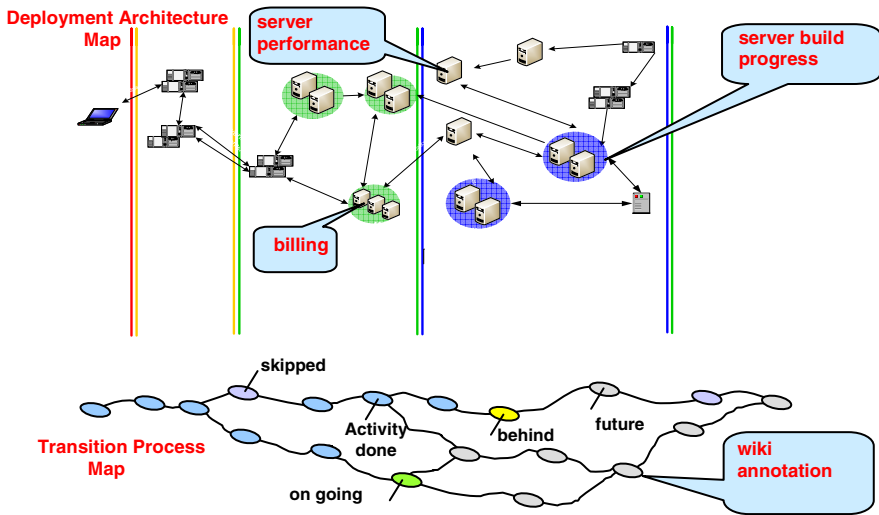 Deployment Architecture
Map
server
performance
server build
progress
billing
skipped
Activity
done
behind
future
Transition Process
Map
on going
wiki
annotation